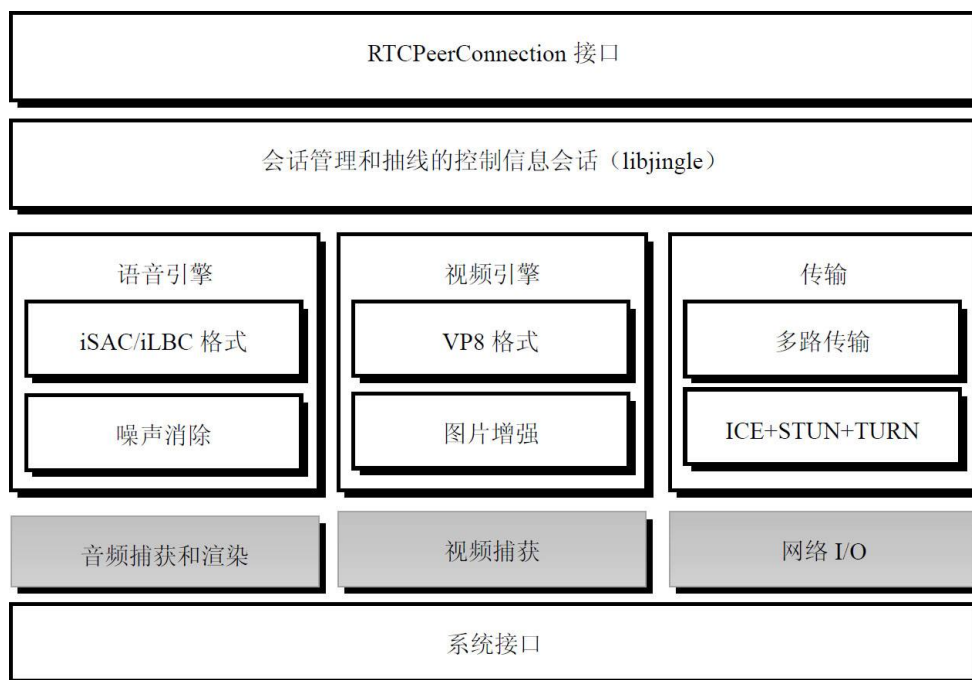 RTCPeerConnection 接口
会话管理和抽线的控制信息会话（libjingle）
语音引擎
iSAC/iLBC 格式
噪声消除
视频引擎
VP8 格式
图片增强
传输
多路传输
ICE+STUN+TURN
音频捕获和渲染
视频捕获
网络 I/O
系统接口